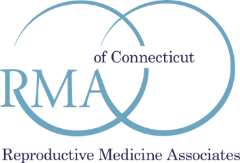 of Connecticut
RMA
Reproductive Medicine Associates